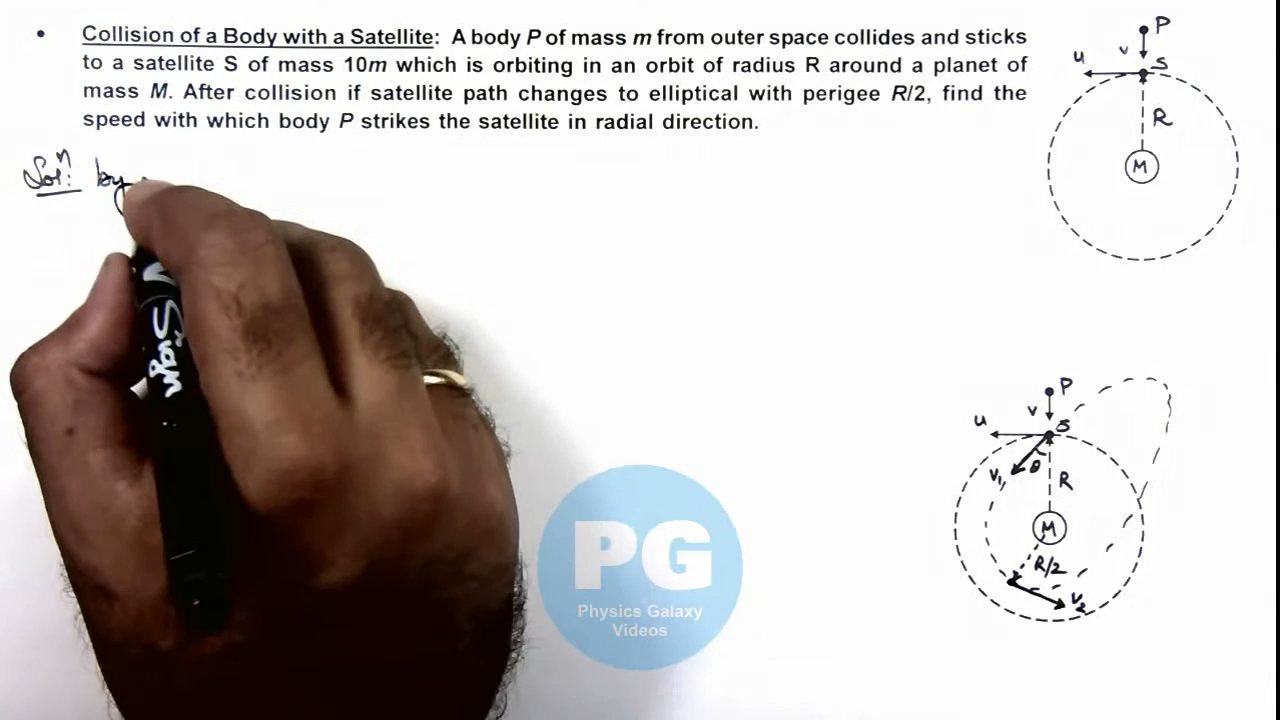 • Collision of a Body with a Satellite: A body P of mass m from outer space collides and sticks
to a satellite S of mass 10m which is orbiting in an orbit of radius R around a planet of
mass M. After collision if satellite path changes to elliptical with perigee R/2, find the
speed with which body P strikes the satellite in radial direction.
Solⁿ: by
P
v
S
u
R
M
P
v
S
u
v₁
θ
R
M
R/2
v₂
Sign
PG
Physics Galaxy
Videos